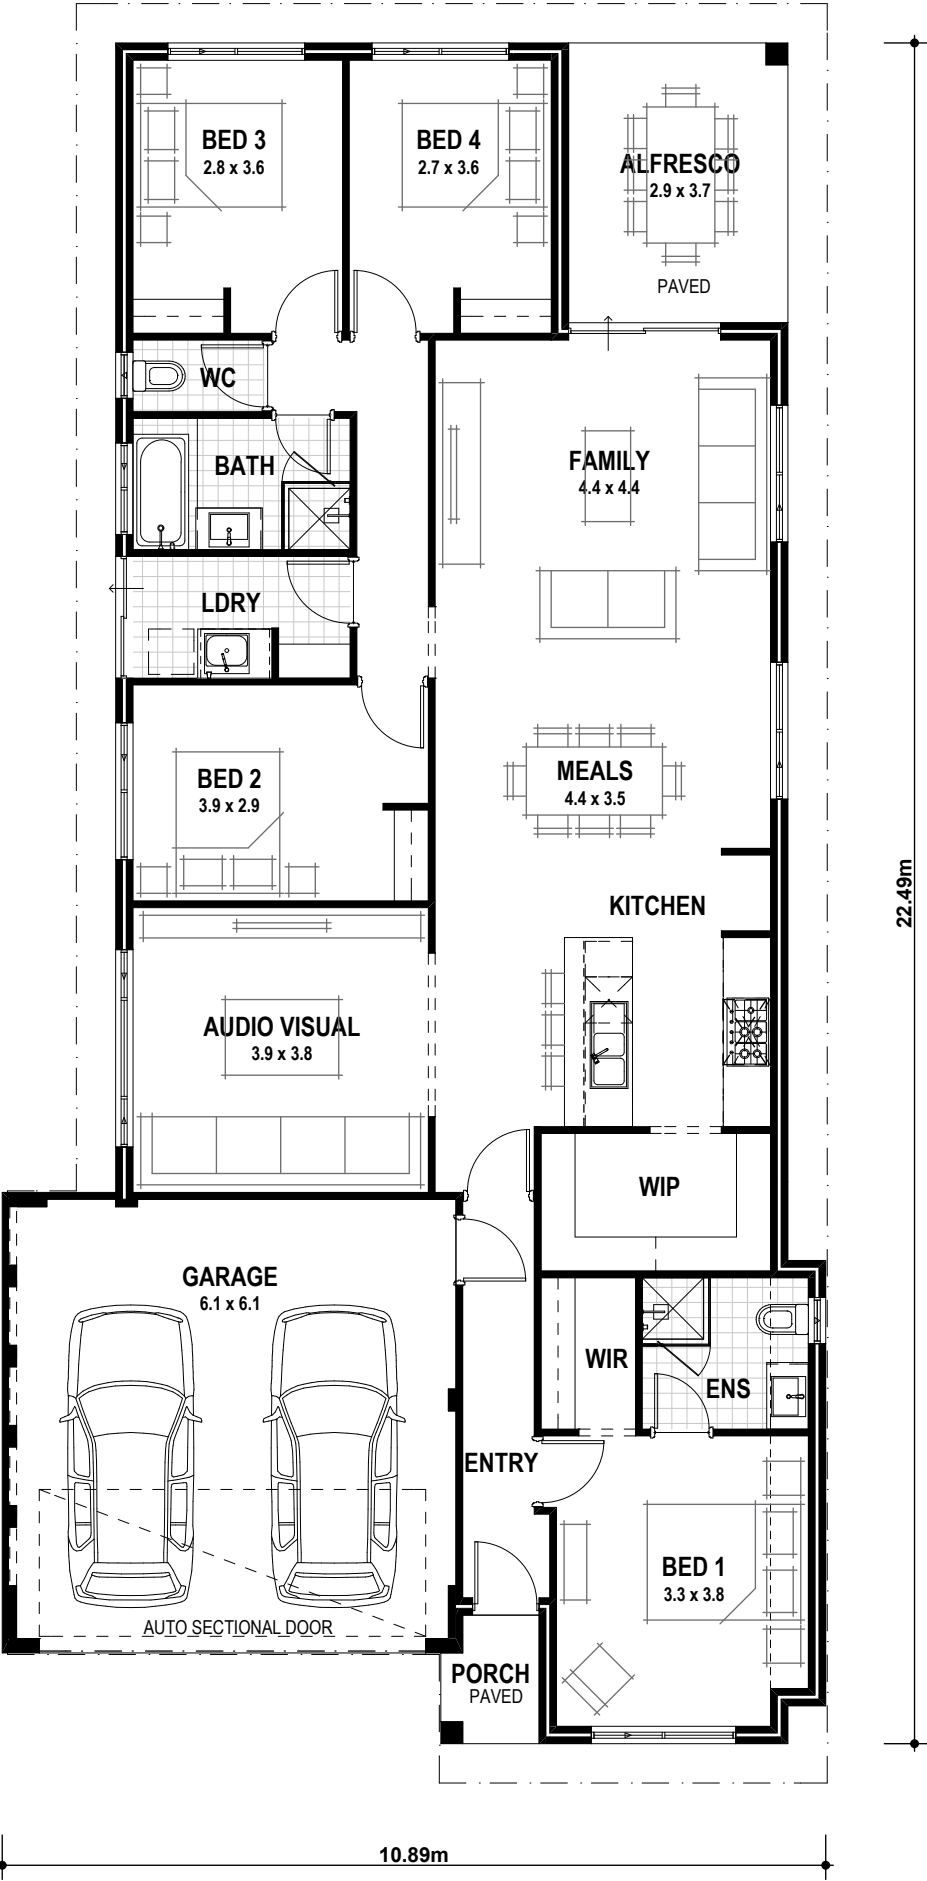 BED 3
2.8 x 3.6
BED 4
2.7 x 3.6
ALFRESCO
2.9 x 3.7
PAVED
WC
BATH
FAMILY
4.4 x 4.4
LDRY
BED 2
3.9 x 2.9
MEALS
4.4 x 3.5
KITCHEN
22.49m
AUDIO VISUAL
3.9 x 3.8
WIP
GARAGE
6.1 x 6.1
WIR
ENS
ENTRY
BED 1
3.3 x 3.8
AUTO SECTIONAL DOOR
PORCH
PAVED
10.89m